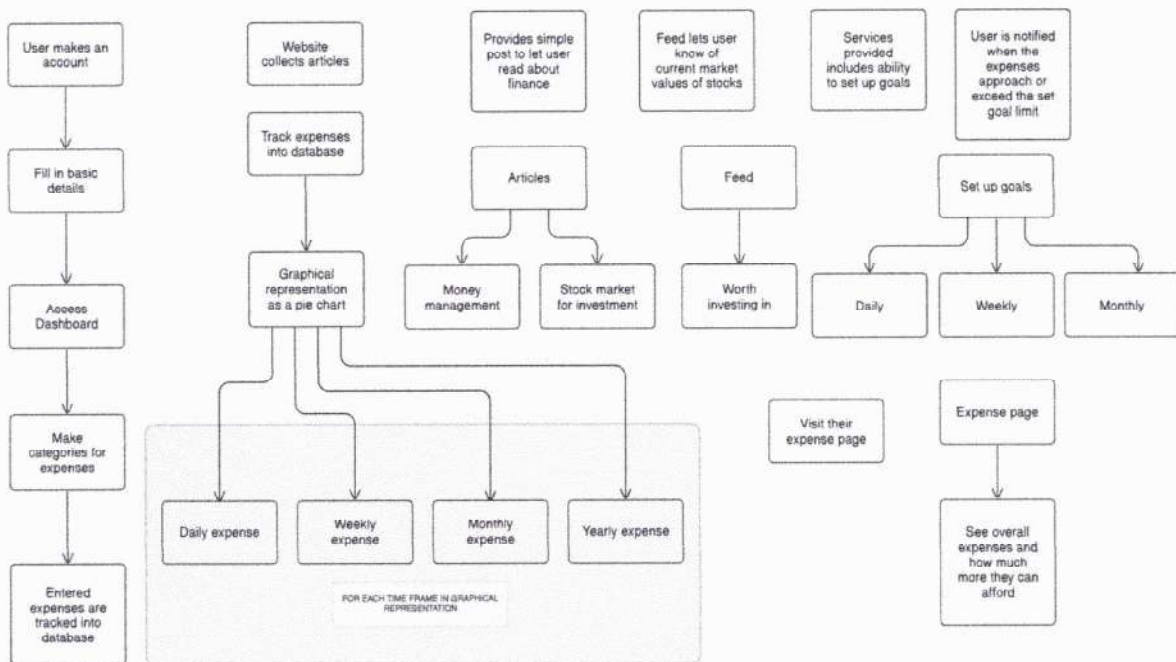 User makes an
account
Website
collects articles
Provides simple
post to let user
read about
finance
Feed lets user
know of
current market
values of stocks
Services
provided
includes ability
to set up goals
User is notified
when the
expenses
approach or
exceed the set
goal limit
Fill in basic
details
Track expenses
into database
Articles
Feed
Set up goals
Access
Dashboard
Graphical
representation
as a pie chart
Money
management
Stock market
for investment
Worth
investing in
Daily
Weekly
Monthly
Make
categories for
expenses
Visit their
expense page
Expense page
Daily expense
Weekly
expense
Monthly
expense
Yearly expense
See overall
expenses and
how much
more they can
afford
Entered
expenses are
tracked into
database
FOR EACH TIME FRAME IN GRAPHICAL
REPRESENTATION